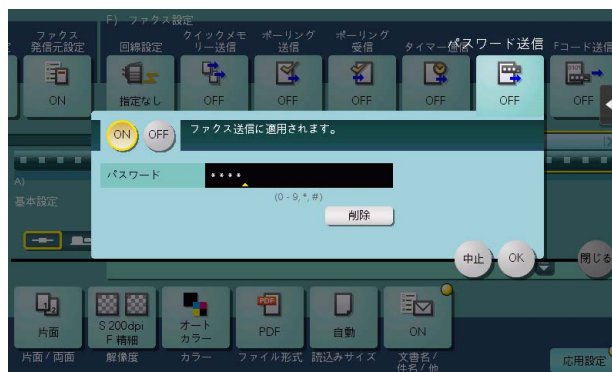 F) ファクス設定
ファクス
発信元設定
回線設定
クイックメモ
リー送信
ポーリング
送信
ポーリング
受信
タイマー通信
パスワード送信
Fコード送信
ON
指定なし
OFF
OFF
OFF
OFF
OFF
OFF
ON
OFF
ファクス送信に適用されます。
パスワード
****
(0 - 9, *, #)
削除
中止
OK
閉じる
A)
基本設定
片面
S 200dpi
F 精細
オート
カラー
PDF
PDF
自動
ON
片面 / 両面
解像度
カラー
ファイル形式
読込みサイズ
文書名 /
件名 / 他
応用設定